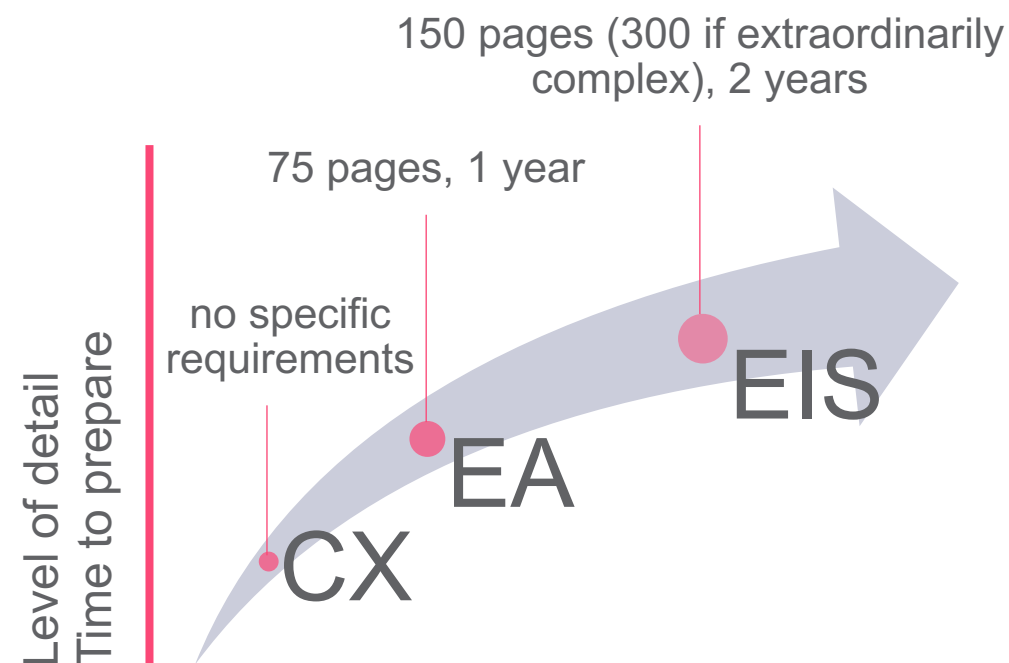 150 pages (300 if extraordinarily
complex), 2 years
75 pages, 1 year
no specific
requirements
Level of detail
Time to prepare
CX
EA
EIS